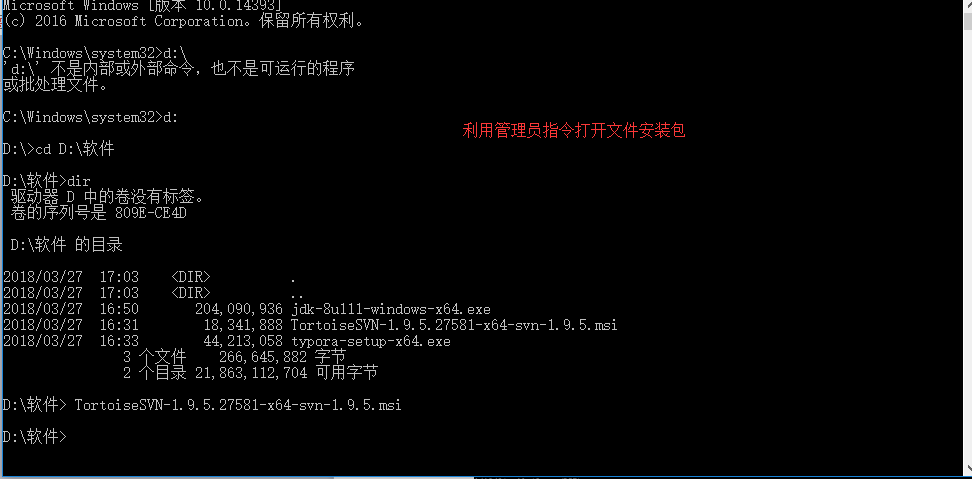 Microsoft Windows [版本 10.0.14393]
(c) 2016 Microsoft Corporation。保留所有权利。
C:\Windows\system32>d:\
'd:\' 不是内部或外部命令，也不是可运行的程序
或批处理文件。
C:\Windows\system32>d:
利用管理员指令打开文件安装包
D:\>cd D:\软件
D:\软件>dir
驱动器 D 中的卷没有标签。
卷的序列号是 809E-CE4D
D:\软件 的目录
2018/03/27  17:03    <DIR>          .
2018/03/27  17:03    <DIR>          ..
2018/03/27  16:50       204,090,936 jdk-8u111-windows-x64.exe
2018/03/27  16:31        18,341,888 TortoiseSVN-1.9.5.27581-x64-svn-1.9.5.msi
2018/03/27  16:33        44,213,058 typora-setup-x64.exe
3 个文件    266,645,882 字节
2 个目录 21,863,112,704 可用字节
D:\软件> TortoiseSVN-1.9.5.27581-x64-svn-1.9.5.msi
D:\软件>